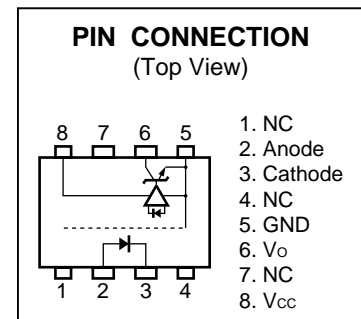 PIN CONNECTION
(Top View)
8 7 6 5
1 2 3 4
1. NC
2. Anode
3. Cathode
4. NC
5. GND
6. Vo
7. NC
8. Vcc